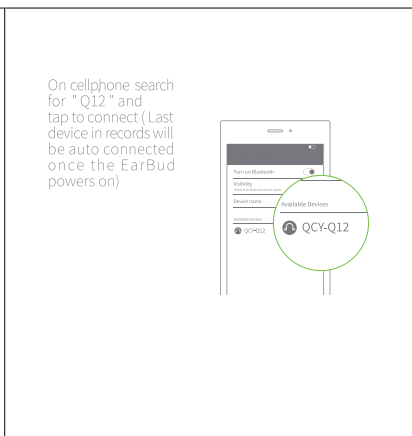 On cellphone search
for " Q12 " and
tap to connect ( Last
device in records will
be auto connected
once the EarBud
powers on)
Turn on Bluetooth
Visibility
Device name
Available Devices
QCY-Q12
Available Devices
QCY-Q12